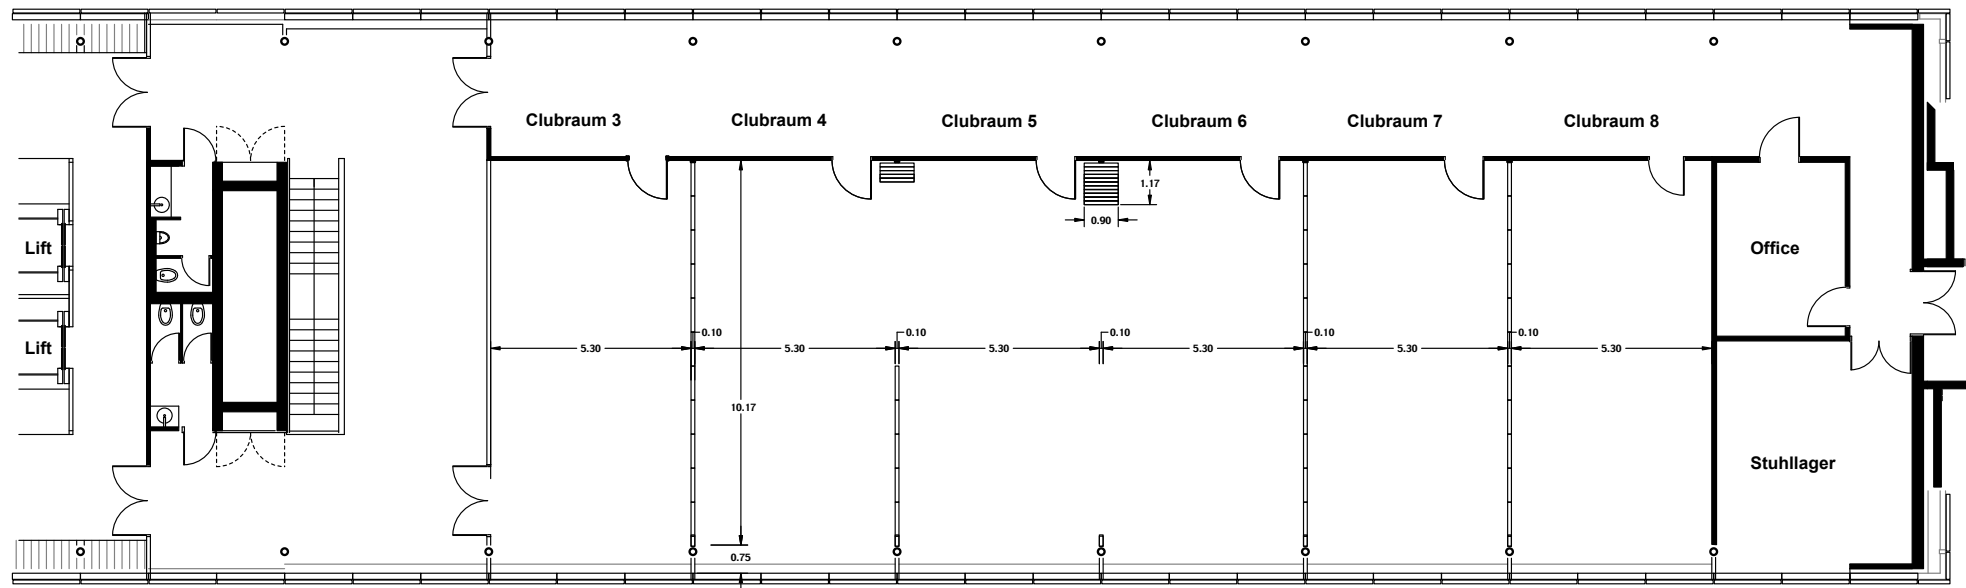 Clubraum 3
Clubraum 4
Clubraum 5
Clubraum 6
Clubraum 7
Clubraum 8
1.17
0.90
Lift
Office
0.10
0.10
0.10
0.10
0.10
Lift
5.30
5.30
5.30
5.30
5.30
5.30
10.17
Stuhllager
0.75